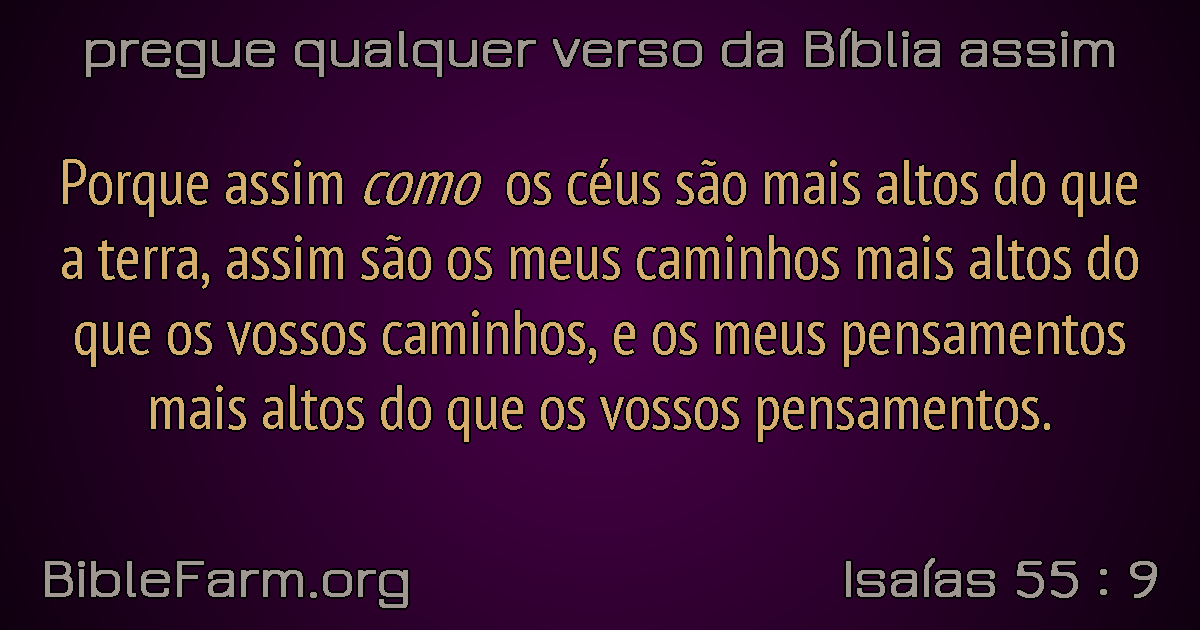 pregue qualquer verso da Bíblia assim
Porque assim como os céus são mais altos do que
a terra, assim são os meus caminhos mais altos do
que os vossos caminhos, e os meus pensamentos
mais altos do que os vossos pensamentos.
BibleFarm.org
Isaías 55 : 9